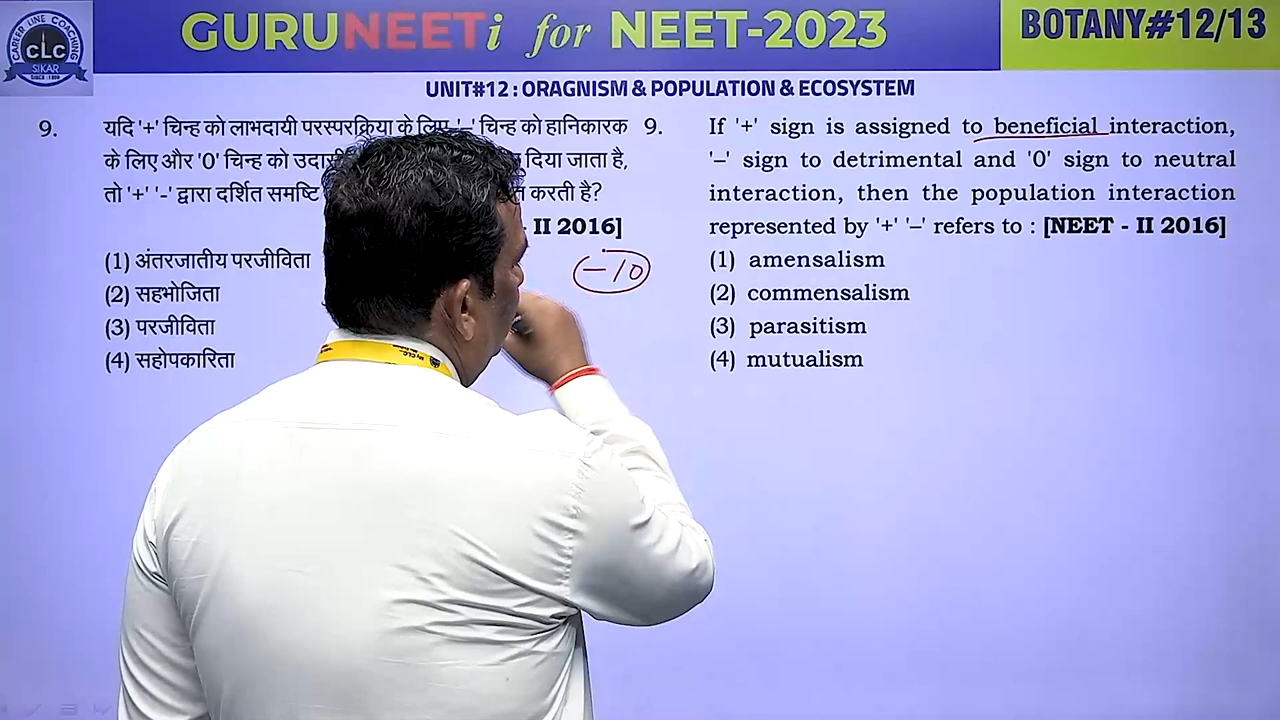 GURUNEETi for NEET-2023
BOTANY#12/13
CAREER LINE COACHING
CLC
SIKAR
SINCE : 1996
UNIT#12 : ORAGNISM & POPULATION & ECOSYSTEM
9. यदि '+' चिन्ह को लाभदायी परस्परक्रिया के लिए, '–' चिन्ह को हानिकारक
के लिए और '0' चिन्ह को दिया जाता है,
तो '+' '-' द्वारा दर्शित समष्टि करती है?
II 2016]
(1) अंतरजातीय परजीविता
(2) सहभोजिता
(3) परजीविता
(4) सहोपकारिता
–/0
9. If '+' sign is assigned to beneficial interaction,
'–' sign to detrimental and '0' sign to neutral
interaction, then the population interaction
represented by '+' '–' refers to : [NEET - II 2016]
(1) amensalism
(2) commensalism
(3) parasitism
(4) mutualism